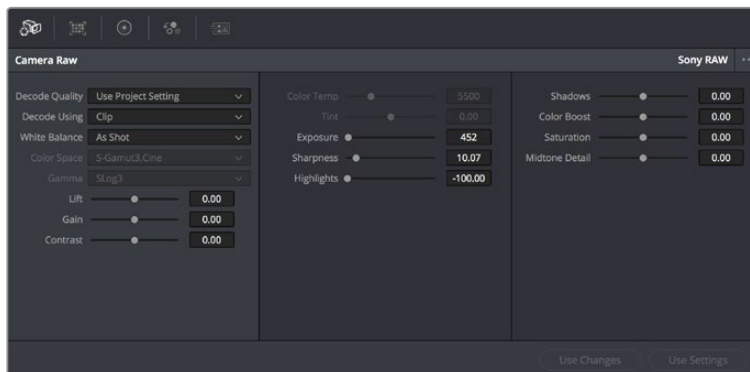 Camera Raw
Sony RAW
Decode Quality Use Project Setting
Decode Using Clip
White Balance As Shot
Color Space S-Gamut3.Cine
Gamma SLog3
Lift 0.00
Gain 0.00
Contrast 0.00
Color Temp 5500
Tint 0.00
Exposure 452
Sharpness 10.07
Highlights -100.00
Shadows 0.00
Color Boost 0.00
Saturation 0.00
Midtone Detail 0.00
Use Changes
Use Settings